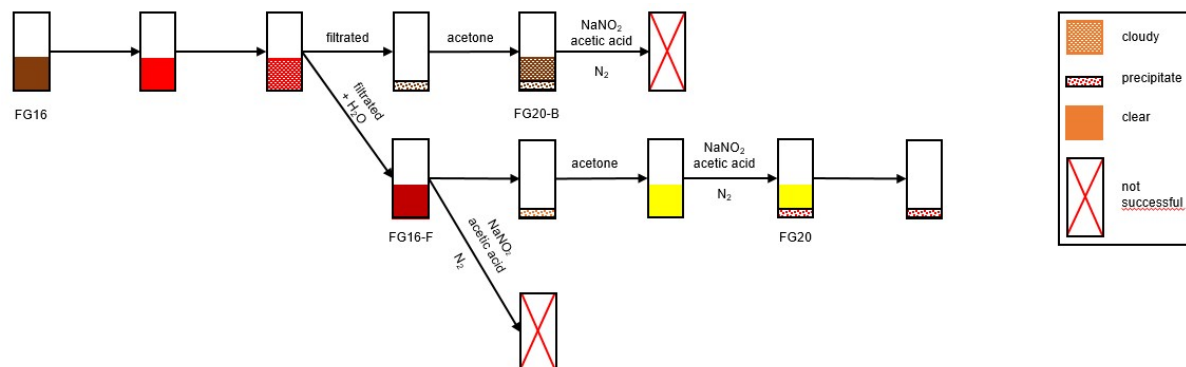 filtrated
acetone
NaNO₂
acetic acid
N₂
FG16
FG20-B
filtrated
+ H₂O
acetone
NaNO₂
acetic acid
N₂
FG16-F
FG20
NaNO₂
acetic acid
N₂
cloudy
precipitate
clear
not
successful